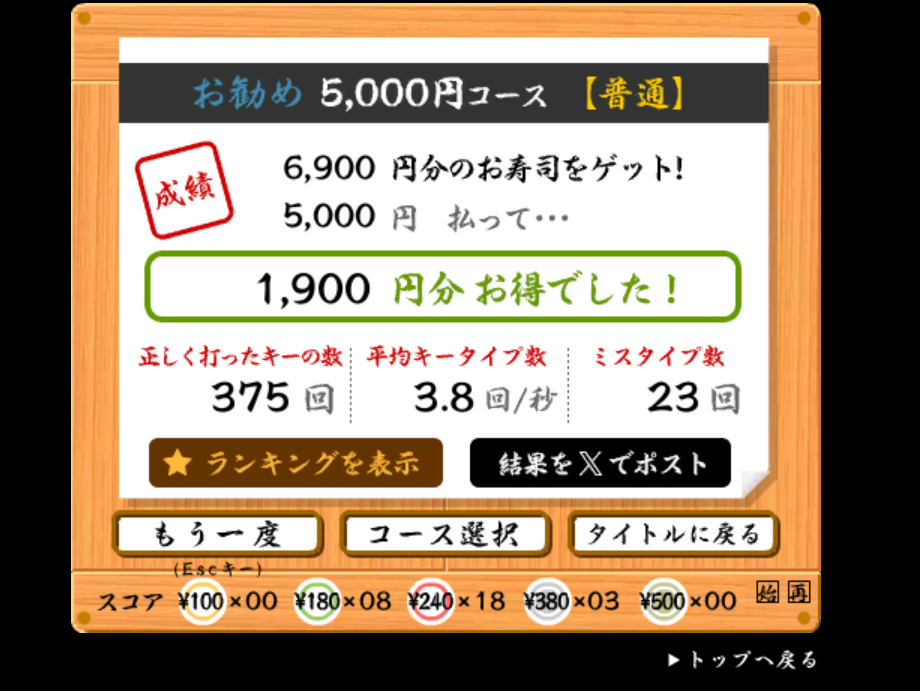 お勧め 5,000円コース 【普通】
成績
6,900 円分のお寿司をゲット!
5,000 円 払って…
1,900 円分 お得でした!
正しく打ったキーの数 平均キータイプ数 ミスタイプ数
375 回 3.8 回/秒 23 回
★ ランキングを表示 結果を𝕏でポスト
もう一度 コース選択 タイトルに戻る
(Escキー)
スコア ¥100×00 ¥180×08 ¥240×18 ¥380×03 ¥500×00 始 再
▶トップへ戻る